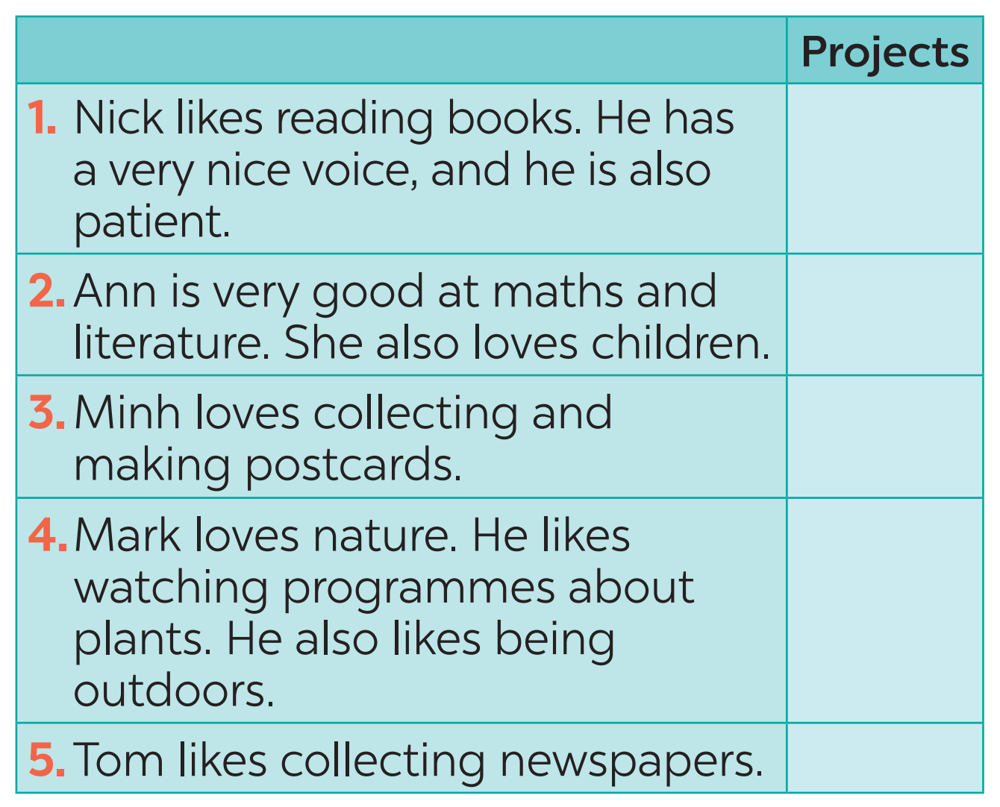 Projects
1. Nick likes reading books. He has
a very nice voice, and he is also
patient.
2. Ann is very good at maths and
literature. She also loves children.
3. Minh loves collecting and
making postcards.
4. Mark loves nature. He likes
watching programmes about
plants. He also likes being
outdoors.
5. Tom likes collecting newspapers.